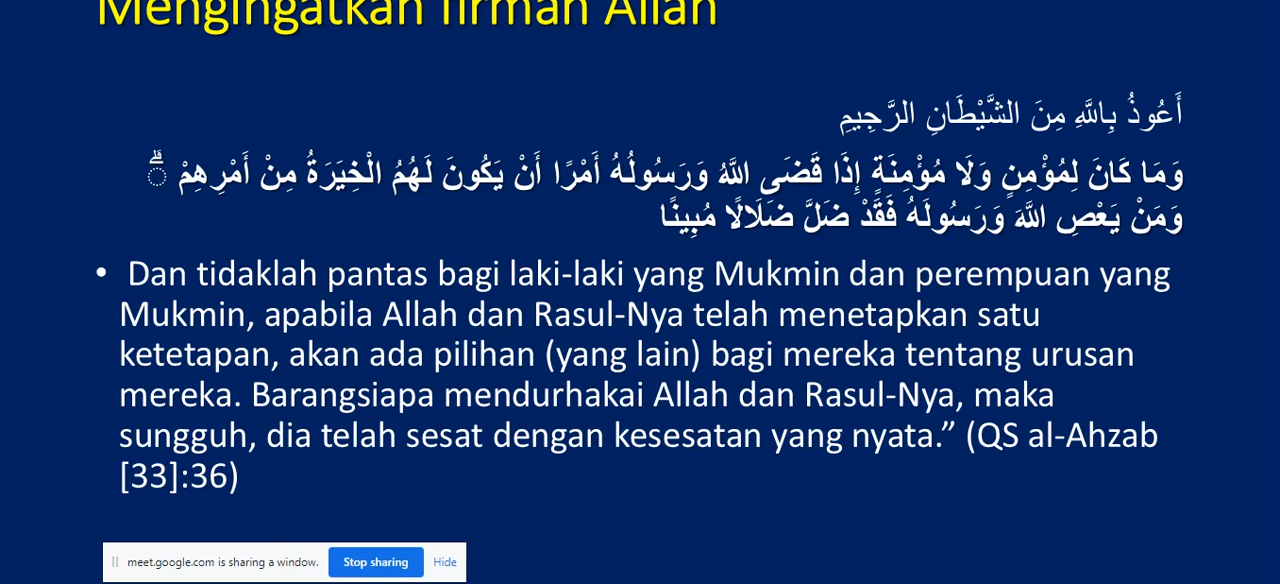 Mengingatkan firman Allah
أَعُوذُ بِاللَّهِ مِنَ الشَّيْطَانِ الرَّجِيمِ
وَمَا كَانَ لِمُؤْمِنٍ وَلَا مُؤْمِنَةٍ إِذَا قَضَى اللَّهُ وَرَسُولُهُ أَمْرًا أَنْ يَكُونَ لَهُمُ الْخِيَرَةُ مِنْ أَمْرِهِمْ ۗ
وَمَنْ يَعْصِ اللَّهَ وَرَسُولَهُ فَقَدْ ضَلَّ ضَلَالًا مُبِينًا
• Dan tidaklah pantas bagi laki-laki yang Mukmin dan perempuan yang
Mukmin, apabila Allah dan Rasul-Nya telah menetapkan satu
ketetapan, akan ada pilihan (yang lain) bagi mereka tentang urusan
mereka. Barangsiapa mendurhakai Allah dan Rasul-Nya, maka
sungguh, dia telah sesat dengan kesesatan yang nyata.” (QS al-Ahzab
[33]:36)
meet.google.com is sharing a window. Stop sharing Hide